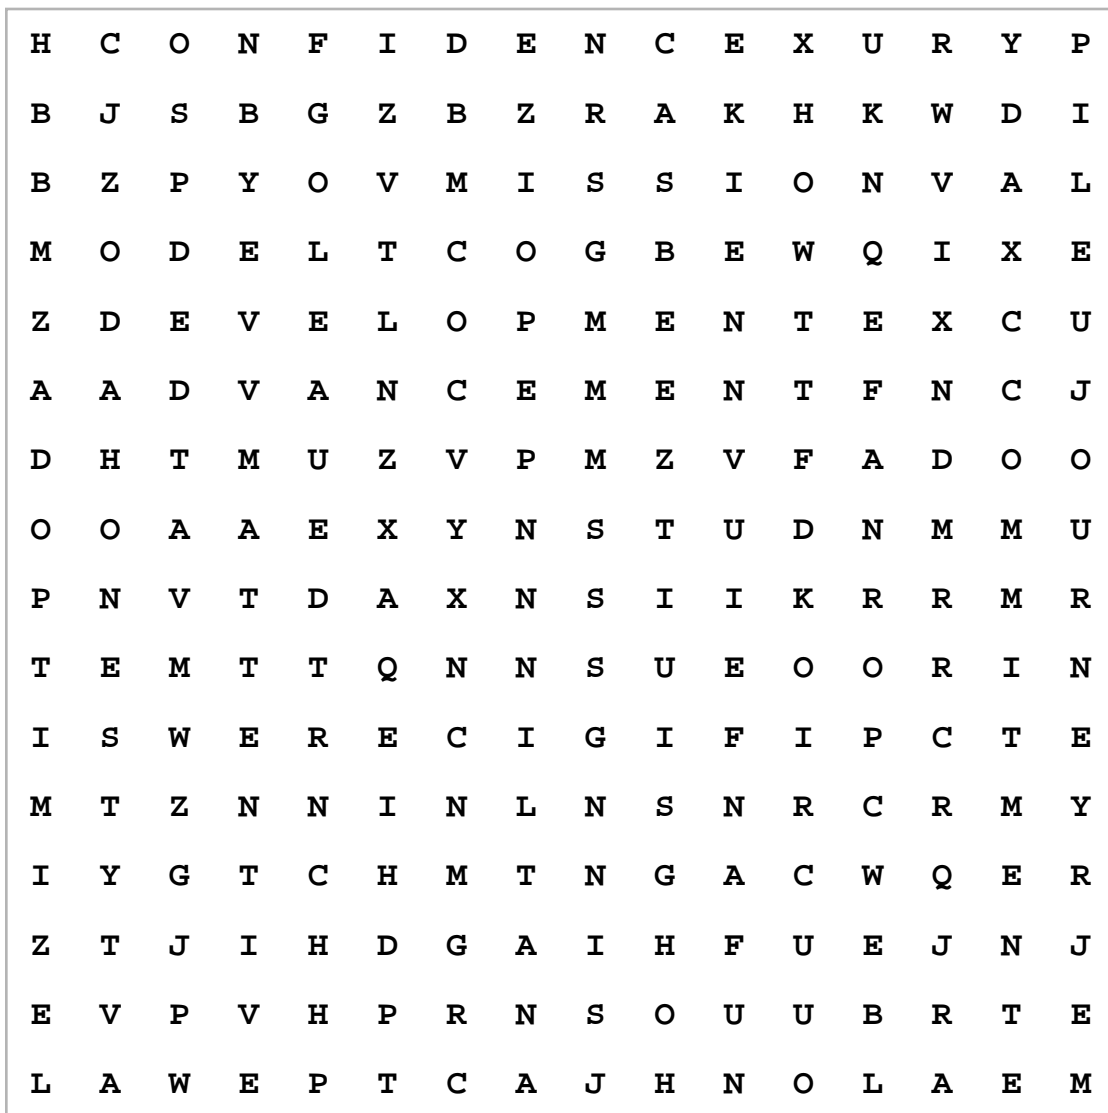 H C O N F I D E N C E X U R Y P
B J S B G Z B Z R A K H K W D I
B Z P Y O V M I S S I O N V A L
M O D E L T C O G B E W Q I X E
Z D E V E L O P M E N T E X C U
A A D V A N C E M E N T F N C J
D H T M U Z V P M Z V F A D O O
O O A A E X Y N S T U D N M M U
P N V T D A X N S I I K R R M R
T E M T T Q N N S U E O O R I N
I S W E R E C I G I F I P C T E
M T Z N N I N L N S N R C R M Y
I Y G T C H M T N G A C W Q E R
Z T J I H D G A I H F U E J N J
E V P V H P R N S O U U B R T E
L A W E P T C A J H N O L A E M